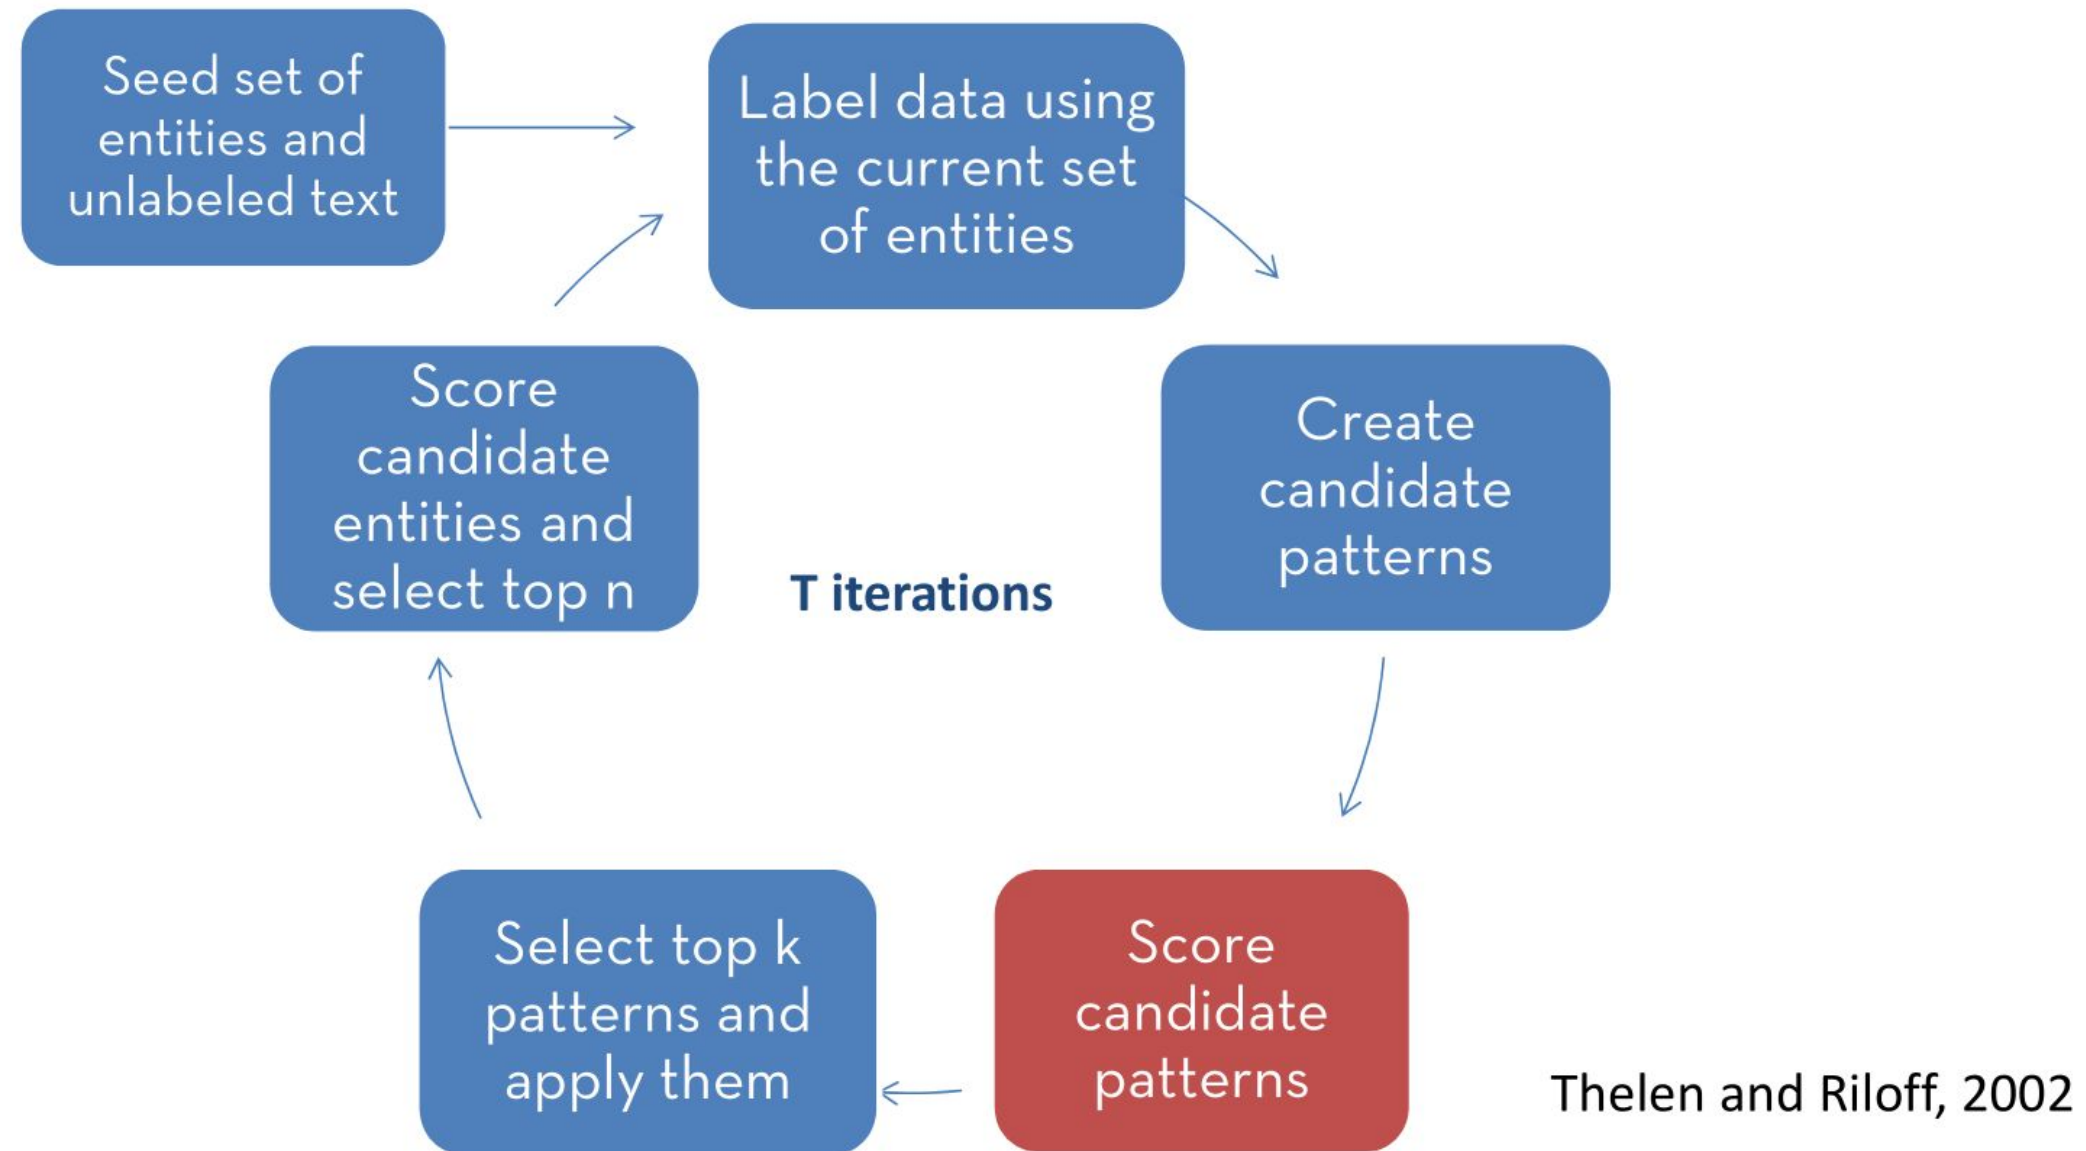 Seed set of
entities and
unlabeled text
Label data using
the current set
of entities
Score
candidate
entities and
select top n
Create
candidate
patterns
T iterations
Select top k
patterns and
apply them
Score
candidate
patterns
Thelen and Riloff, 2002